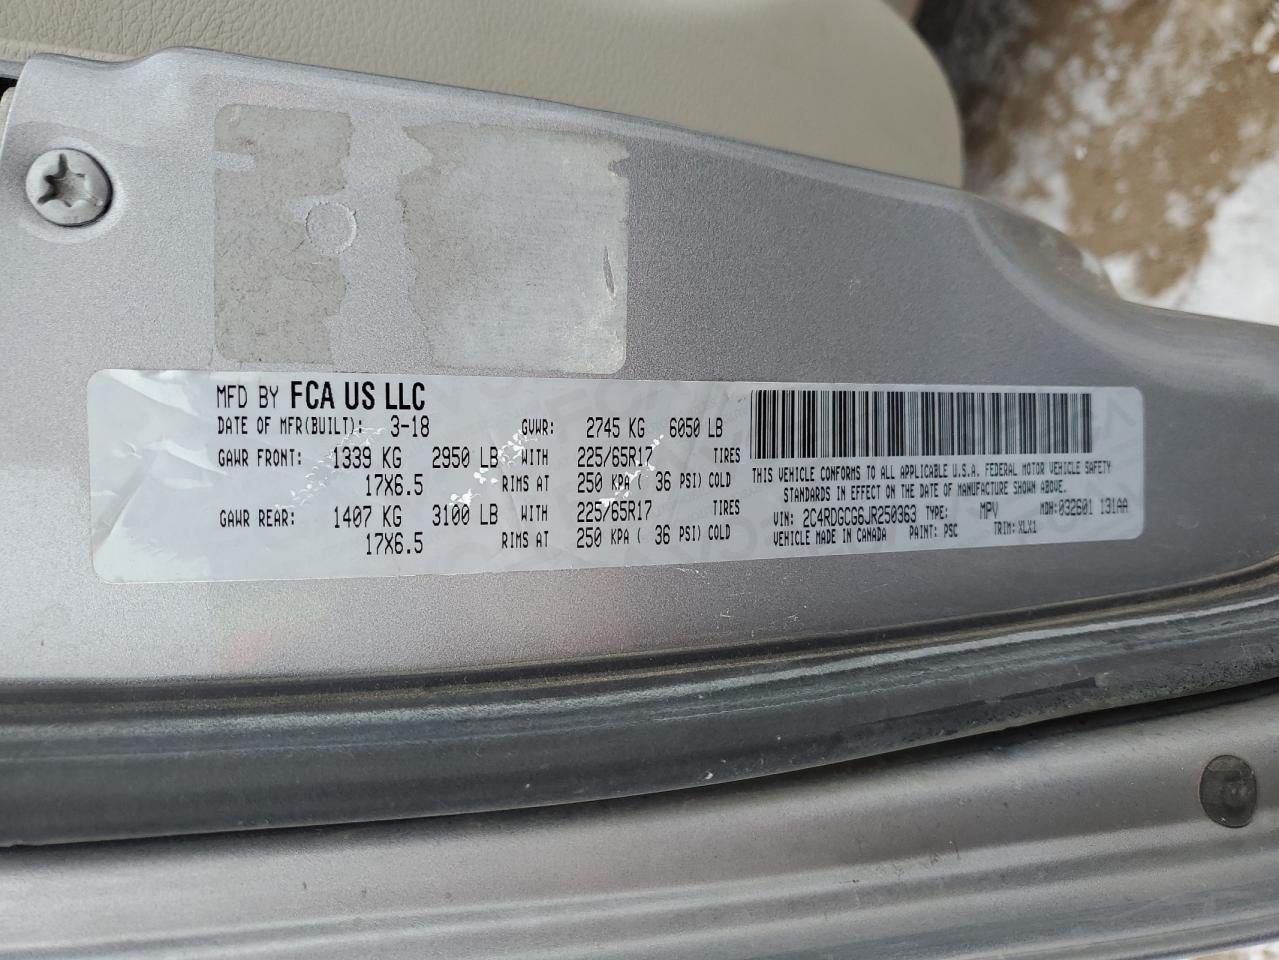 MFD BY FCA US LLC
DATE OF MFR(BUILT): 3-18 GVWR: 2745 KG 6050 LB
GAWR FRONT: 1339 KG 2950 LB WITH 225/65R17 TIRES
17X6.5 RIMS AT 250 KPA ( 36 PSI) COLD
GAWR REAR: 1407 KG 3100 LB WITH 225/65R17 TIRES
17X6.5 RIMS AT 250 KPA ( 36 PSI) COLD
THIS VEHICLE CONFORMS TO ALL APPLICABLE U.S.A. FEDERAL MOTOR VEHICLE SAFETY
STANDARDS IN EFFECT ON THE DATE OF MANUFACTURE SHOWN ABOVE.
VIN: 2C4RDGCG6JR250363 TYPE: MPV MDH: 032601 131AA
VEHICLE MADE IN CANADA PAINT: PSC TRIM: XLX1